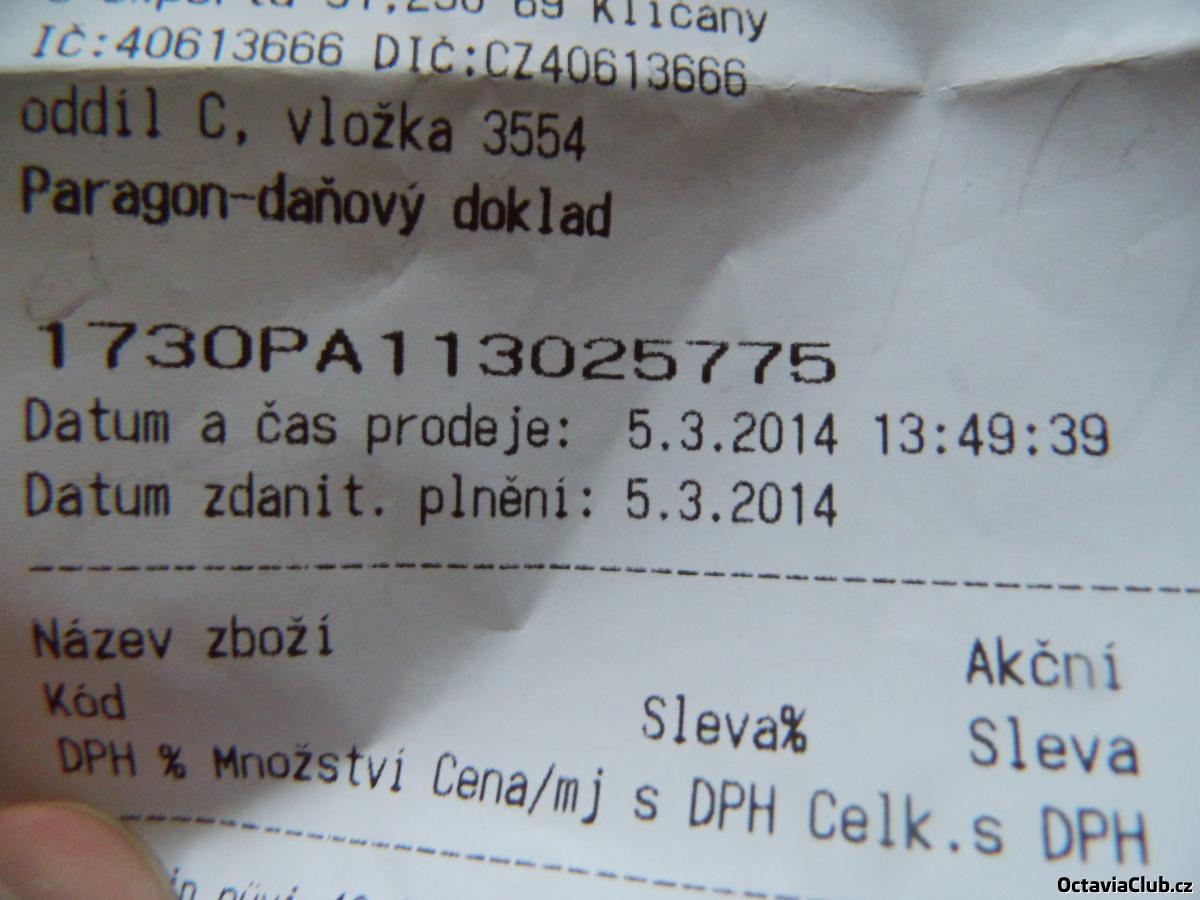 69 Klíčany
IČ:40613666 DIČ:CZ40613666
oddíl C, vložka 3554
Paragon-daňový doklad
1730PA113025775
Datum a čas prodeje: 5.3.2014 13:49:39
Datum zdanit. plnění: 5.3.2014
Název zboží Akční
Kód Sleva% Sleva
DPH % Množství Cena/mj s DPH Celk.s DPH
OctaviaClub.cz